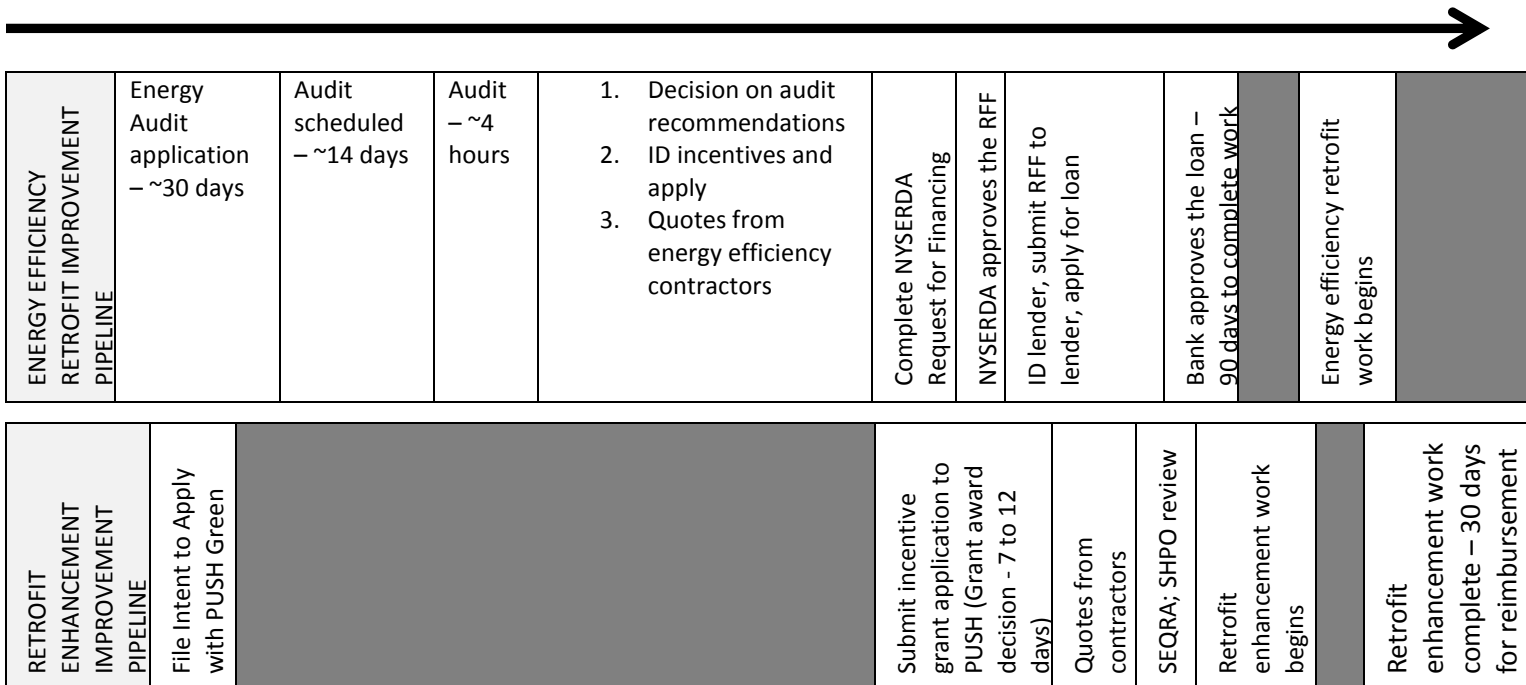 ENERGY EFFICIENCY
RETROFIT IMPROVEMENT
PIPELINE
Energy
Audit
application
– ~30 days
Audit
scheduled
– ~14 days
Audit
– ~4
hours
1. Decision on audit
recommendations
2. ID incentives and
apply
3. Quotes from
energy efficiency
contractors
Complete NYSERDA
Request for Financing
NYSERDA approves the RFF
ID lender, submit RFF to
lender, apply for loan
Bank approves the loan –
90 days to complete work
Energy efficiency retrofit
work begins
RETROFIT
ENHANCEMENT
IMPROVEMENT
PIPELINE
File Intent to Apply
with PUSH Green
Submit incentive
grant application to
PUSH (Grant award
decision - 7 to 12
days)
Quotes from
contractors
SEQRA; SHPO review
Retrofit
enhancement work
begins
Retrofit
enhancement work
complete – 30 days
for reimbursement